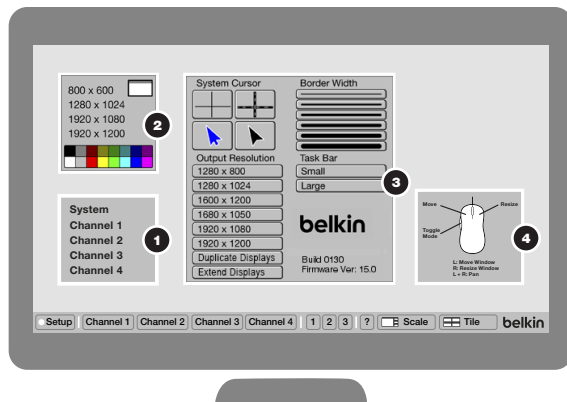 800 x 600
1280 x 1024
1920 x 1080
1920 x 1200
2
System
Channel 1
Channel 2
Channel 3
Channel 4
1
System Cursor
Border Width
Output Resolution
1280 x 800
1280 x 1024
1600 x 1200
1680 x 1050
1920 x 1080
1920 x 1200
Duplicate Displays
Extend Displays
Task Bar
Small
Large
3
belkin
Build 0130
Firmware Ver: 15.0
Move
Resize
Toggle
Mode
4
L: Move Window
R: Resize Window
L + R: Pan
Setup Channel 1 Channel 2 Channel 3 Channel 4 1 2 3 ? Scale Tile belkin